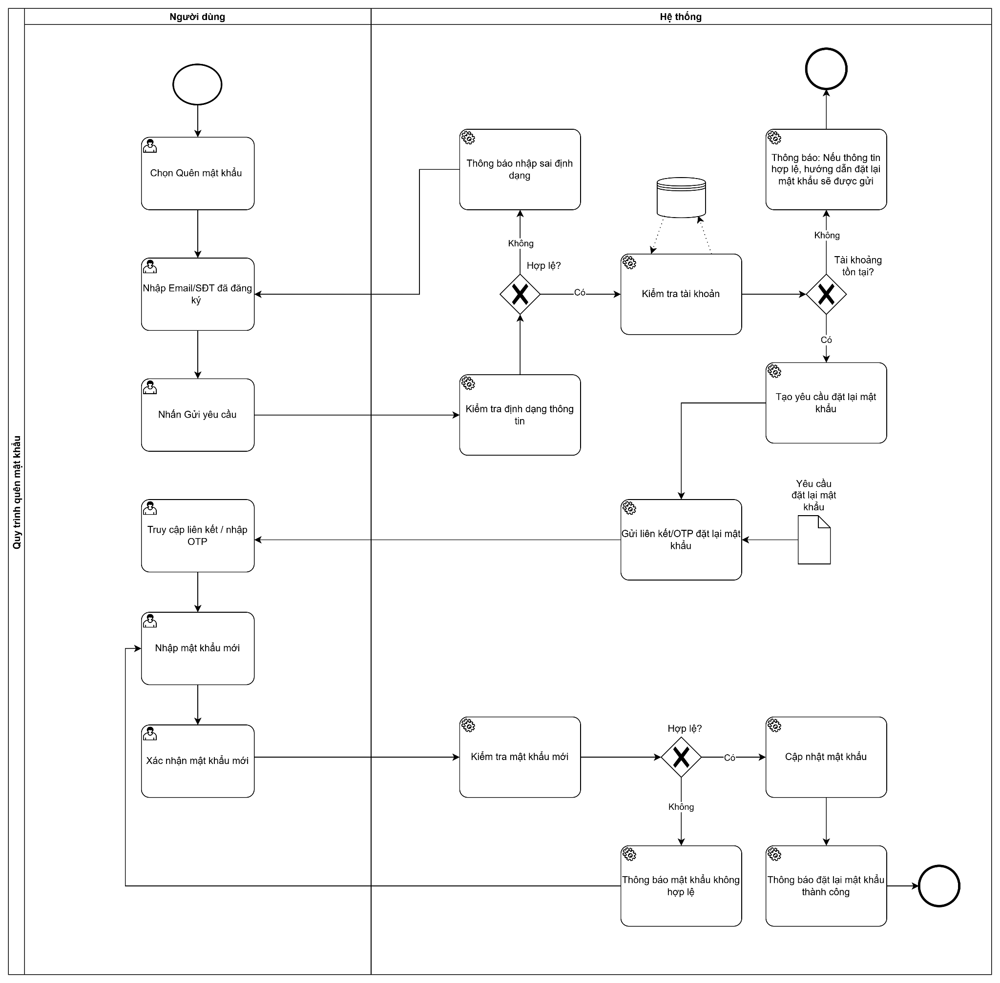 Người dùng
Hệ thống
Quy trình quên mật khẩu
Chọn Quên mật khẩu
Thông báo nhập sai định
dạng
Thông báo: Nếu thông tin
hợp lệ, hướng dẫn đặt lại
mật khẩu sẽ được gửi
Không
Không
Hợp lệ?
Tài khoảng
tồn tại?
Nhập Email/SĐT đã đăng
ký
Có
Kiểm tra tài khoản
Có
Nhấn Gửi yêu cầu
Kiểm tra định dạng thông
tin
Tạo yêu cầu đặt lại mật
khẩu
Yêu cầu
đặt lại mật
khẩu
Truy cập liên kết / nhập
OTP
Gửi liên kết/OTP đặt lại mật
khẩu
Nhập mật khẩu mới
Xác nhận mật khẩu mới
Kiểm tra mật khẩu mới
Hợp lệ?
Có
Cập nhật mật khẩu
Không
Thông báo mật khẩu không
hợp lệ
Thông báo đặt lại mật khẩu
thành công